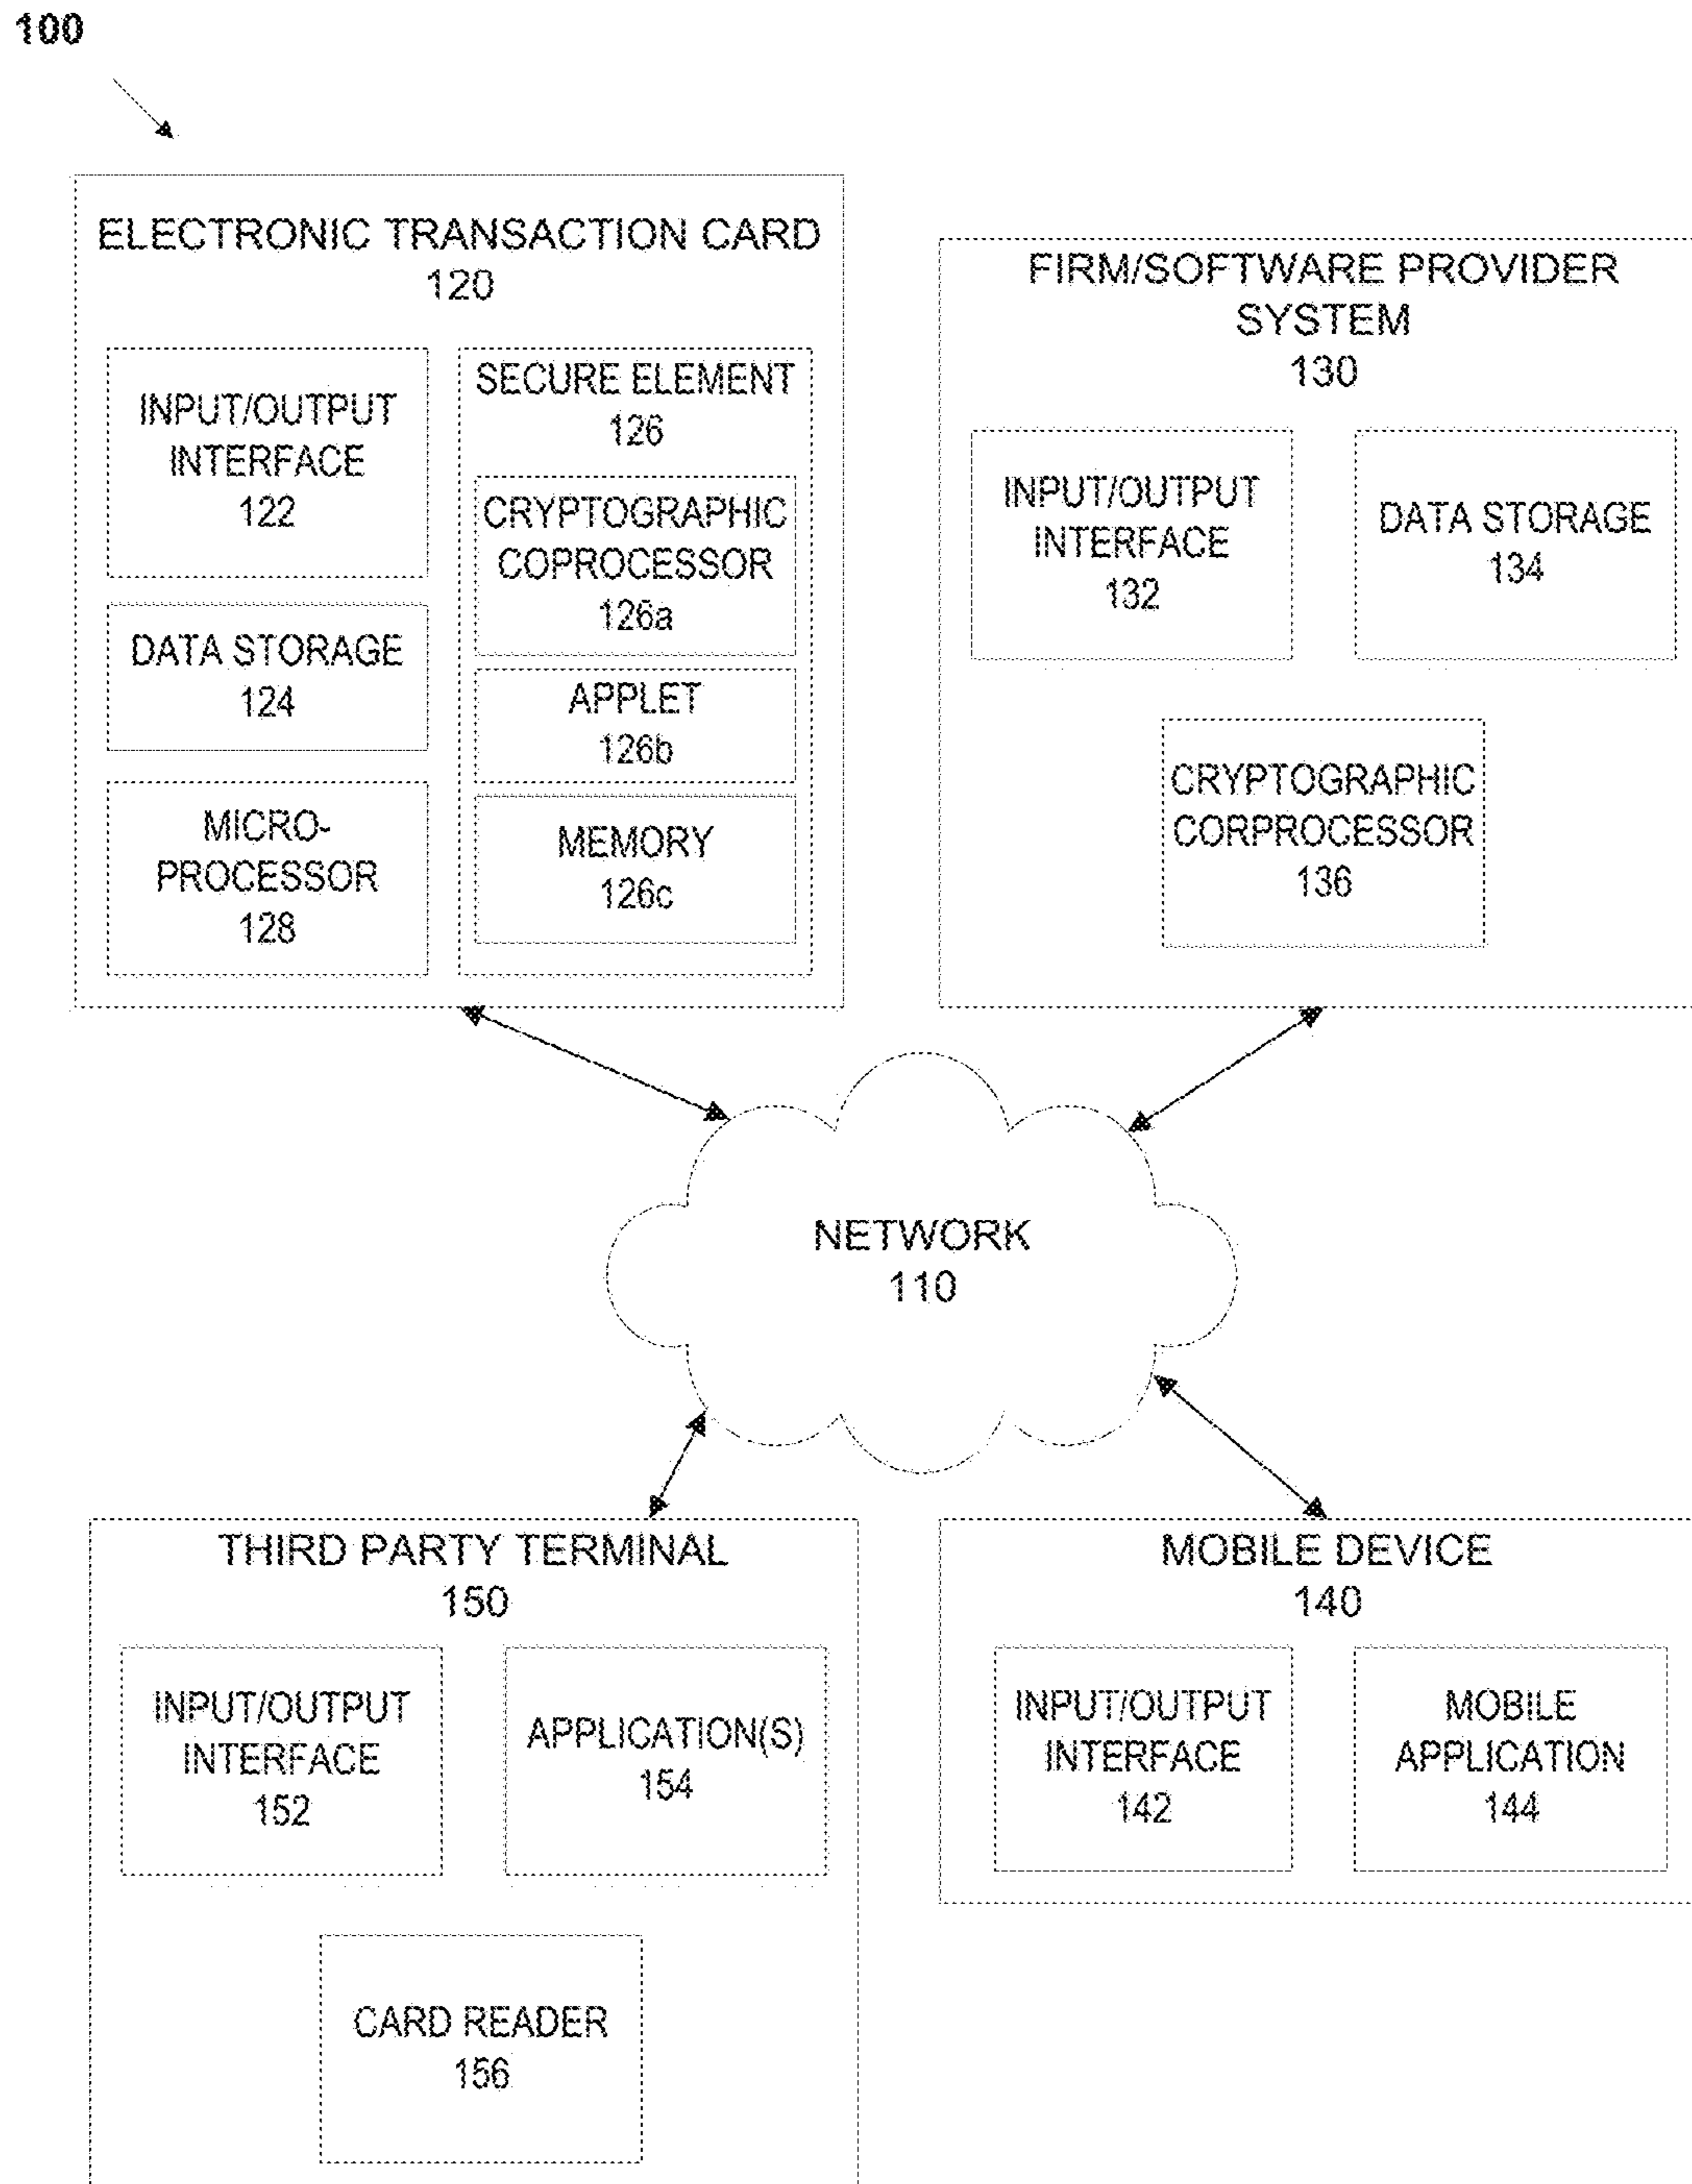 100
ELECTRONIC TRANSACTION CARD
120
INPUT/OUTPUT
INTERFACE
122
DATA STORAGE
124
MICRO-
PROCESSOR
128
SECURE ELEMENT
126
CRYPTOGRAPHIC
COPROCESSOR
126a
APPLET
126b
MEMORY
126c
FIRM/SOFTWARE PROVIDER
SYSTEM
130
INPUT/OUTPUT
INTERFACE
132
DATA STORAGE
134
CRYPTOGRAPHIC
CORPROCESSOR
136
NETWORK
110
THIRD PARTY TERMINAL
150
INPUT/OUTPUT
INTERFACE
152
APPLICATION(S)
154
CARD READER
156
MOBILE DEVICE
140
INPUT/OUTPUT
INTERFACE
142
MOBILE
APPLICATION
144